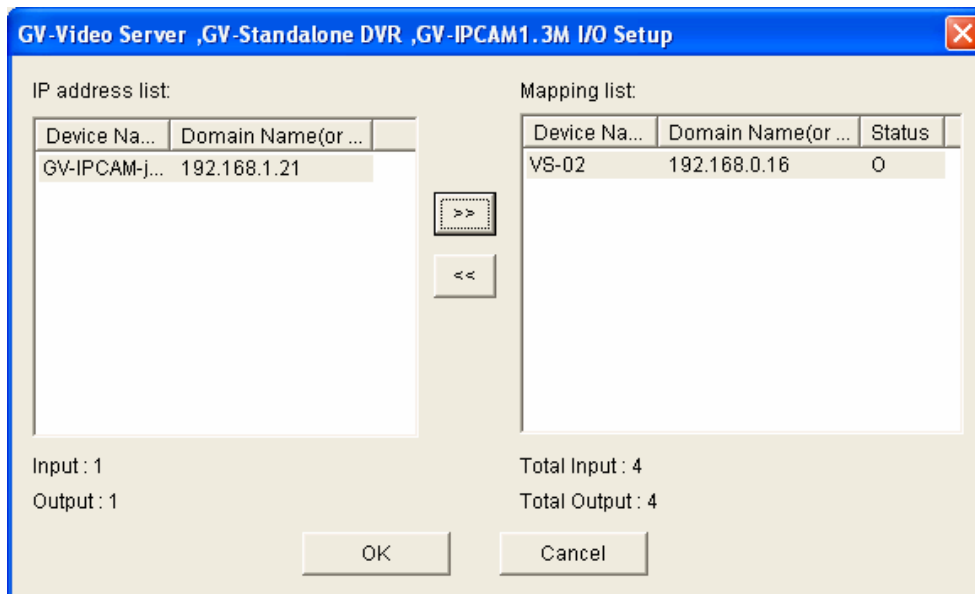 GV-Video Server ,GV-Standalone DVR ,GV-IPCAM1.3M I/O Setup
IP address list:
Device Na... Domain Name(or ...
GV-IPCAM-j... 192.168.1.21
>>
<<
Mapping list:
Device Na... Domain Name(or ... Status
VS-02 192.168.0.16 O
Input : 1
Output : 1
Total Input : 4
Total Output : 4
OK
Cancel